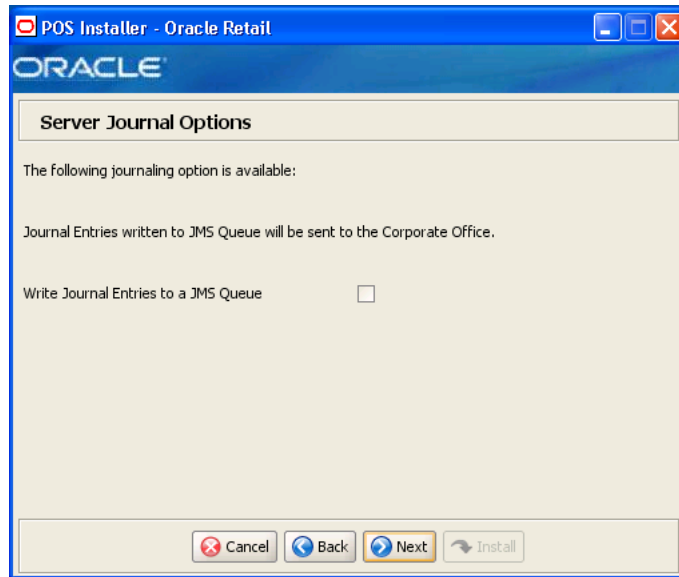 POS Installer - Oracle Retail
ORACLE
Server Journal Options
The following journaling option is available:
Journal Entries written to JMS Queue will be sent to the Corporate Office.
Write Journal Entries to a JMS Queue
Cancel Back Next Install